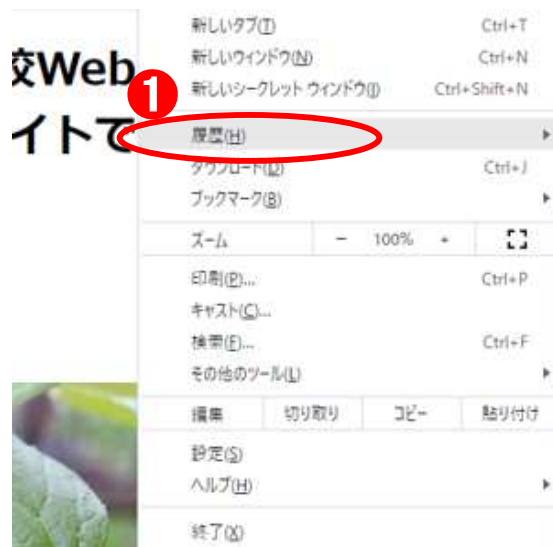 校Web
イトで
1
新しいタブ(T) Ctrl+T
新しいウィンドウ(N) Ctrl+N
新しいシークレット ウィンドウ(I) Ctrl+Shift+N
履歴(H)
ダウンロード(D) Ctrl+J
ブックマーク(B)
ズーム - 100% +
印刷(P)...
Ctrl+P
キャスト(C)...
検索(F)... Ctrl+F
その他のツール(L)
編集 切り取り コピー 貼り付け
設定(S)
ヘルプ(H)
終了(X)